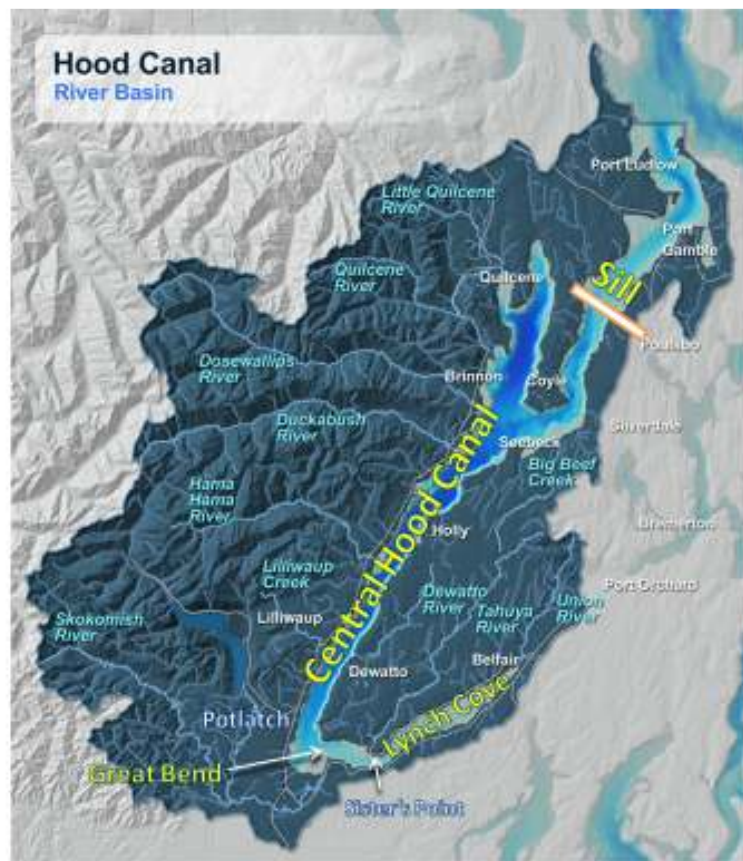 Hood Canal
River Basin
Port Ludlow
Little Quilcene
River
Port
Gamble
Quilcene
River
Quilcene
Sill
Poulsbo
Dosewallips
River
Brinnon
Coyle
Duckabush
River
Seabeck
Silverdale
Big Beef
Creek
Hama
Hama
River
Central Hood Canal
Holly
Bremerton
Lilliwaup
Creek
Dewatto
River
Tahuya
River
Union
River
Port Orchard
Skokomish
River
Lilliwaup
Dewatto
Belfair
Potlatch
Lynch Cove
Great Bend
Sister's Point